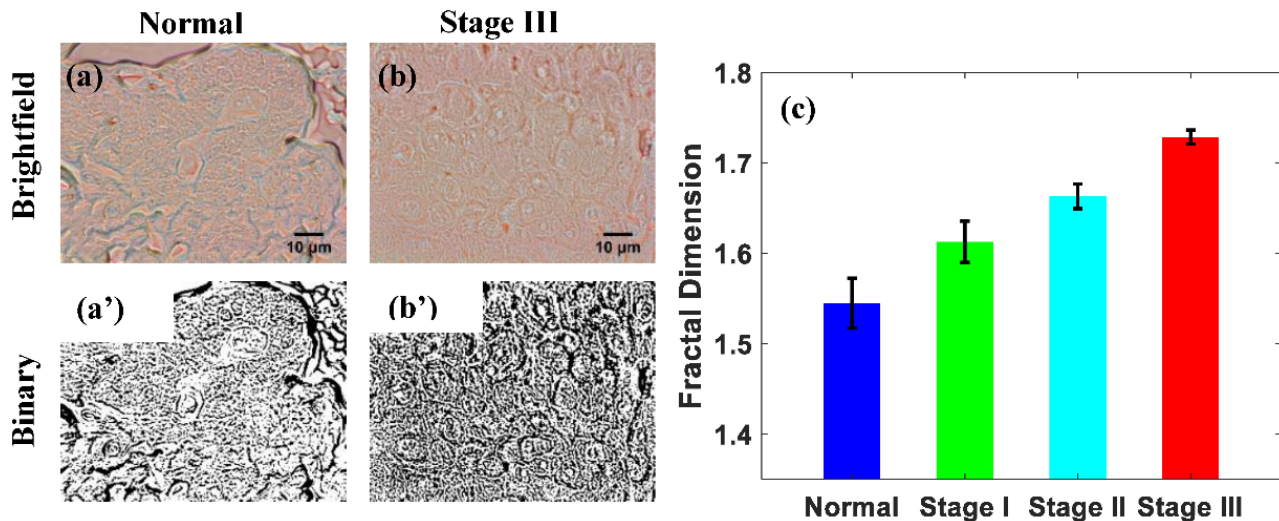 Normal
Stage III
Brightfield
(a)
10 µm
(b)
10 µm
Binary
(a’)
(b’)
(c)
Fractal Dimension
1.8
1.7
1.6
1.5
1.4
Normal
Stage I
Stage II
Stage III